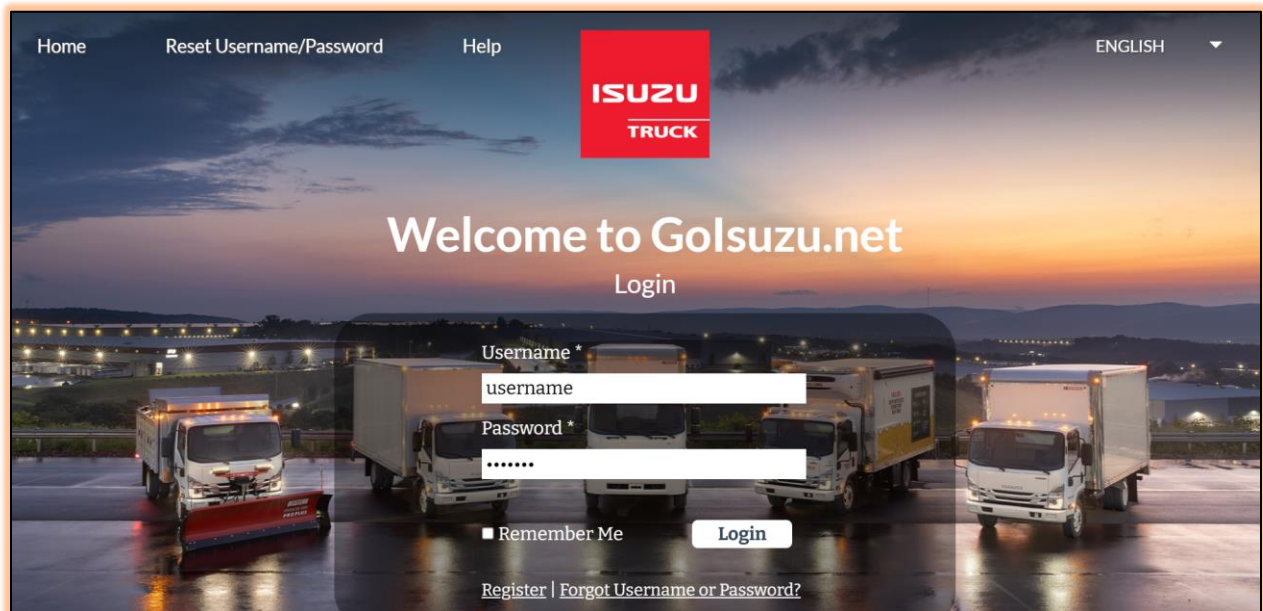 Home Reset Username/Password Help ENGLISH
ISUZU
TRUCK
Welcome to GoIsuzu.net
Login
Username *
username
Password *
•••••••
Remember Me Login
Register | Forgot Username or Password?